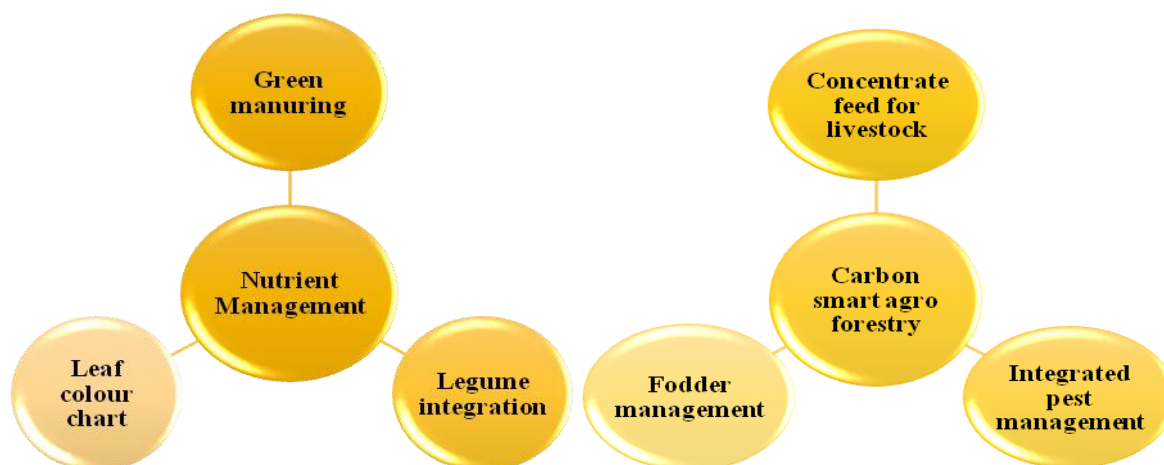 Green
manuring
Nutrient
Management
Leaf
colour
chart
Legume
integration
Concentrate
feed for
livestock
Carbon
smart agro
forestry
Fodder
management
Integrated
pest
management